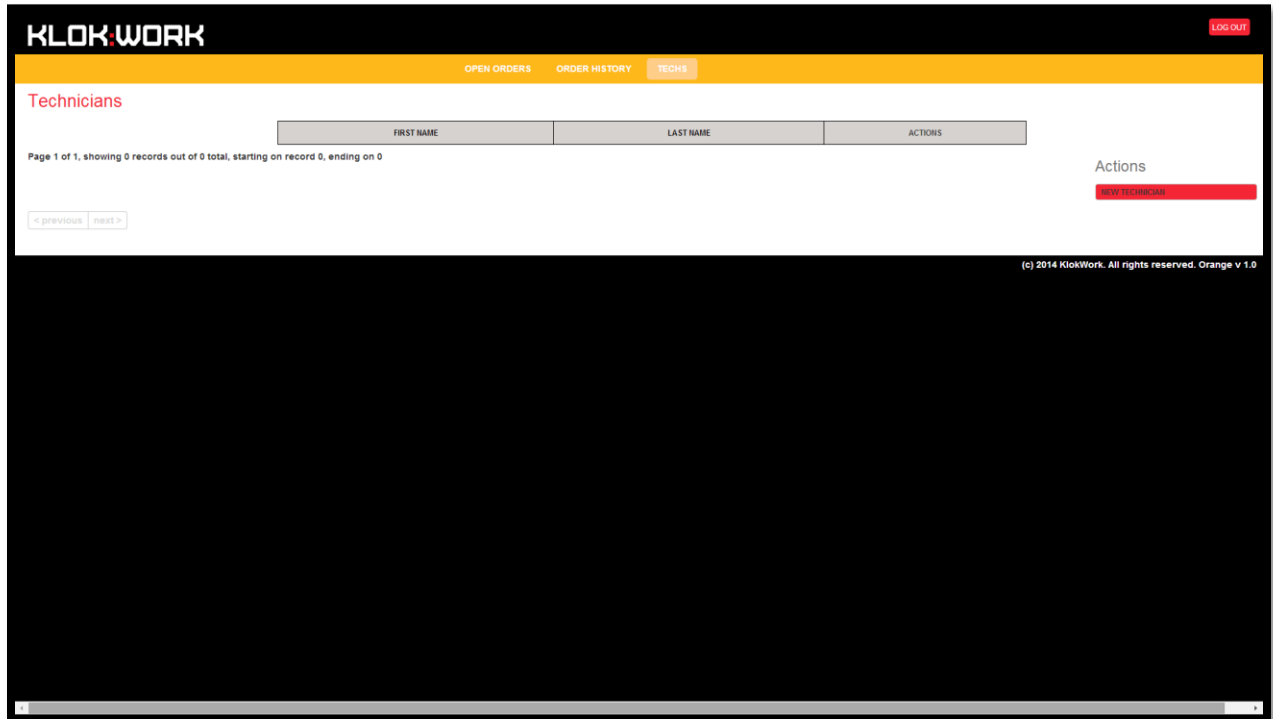 KLOK:WORK
LOG OUT
OPEN ORDERS ORDER HISTORY TECHS
Technicians
FIRST NAME LAST NAME ACTIONS
Page 1 of 1, showing 0 records out of 0 total, starting on record 0, ending on 0
Actions
NEW TECHNICIAN
< previous next >
(c) 2014 KlokWork. All rights reserved. Orange v 1.0